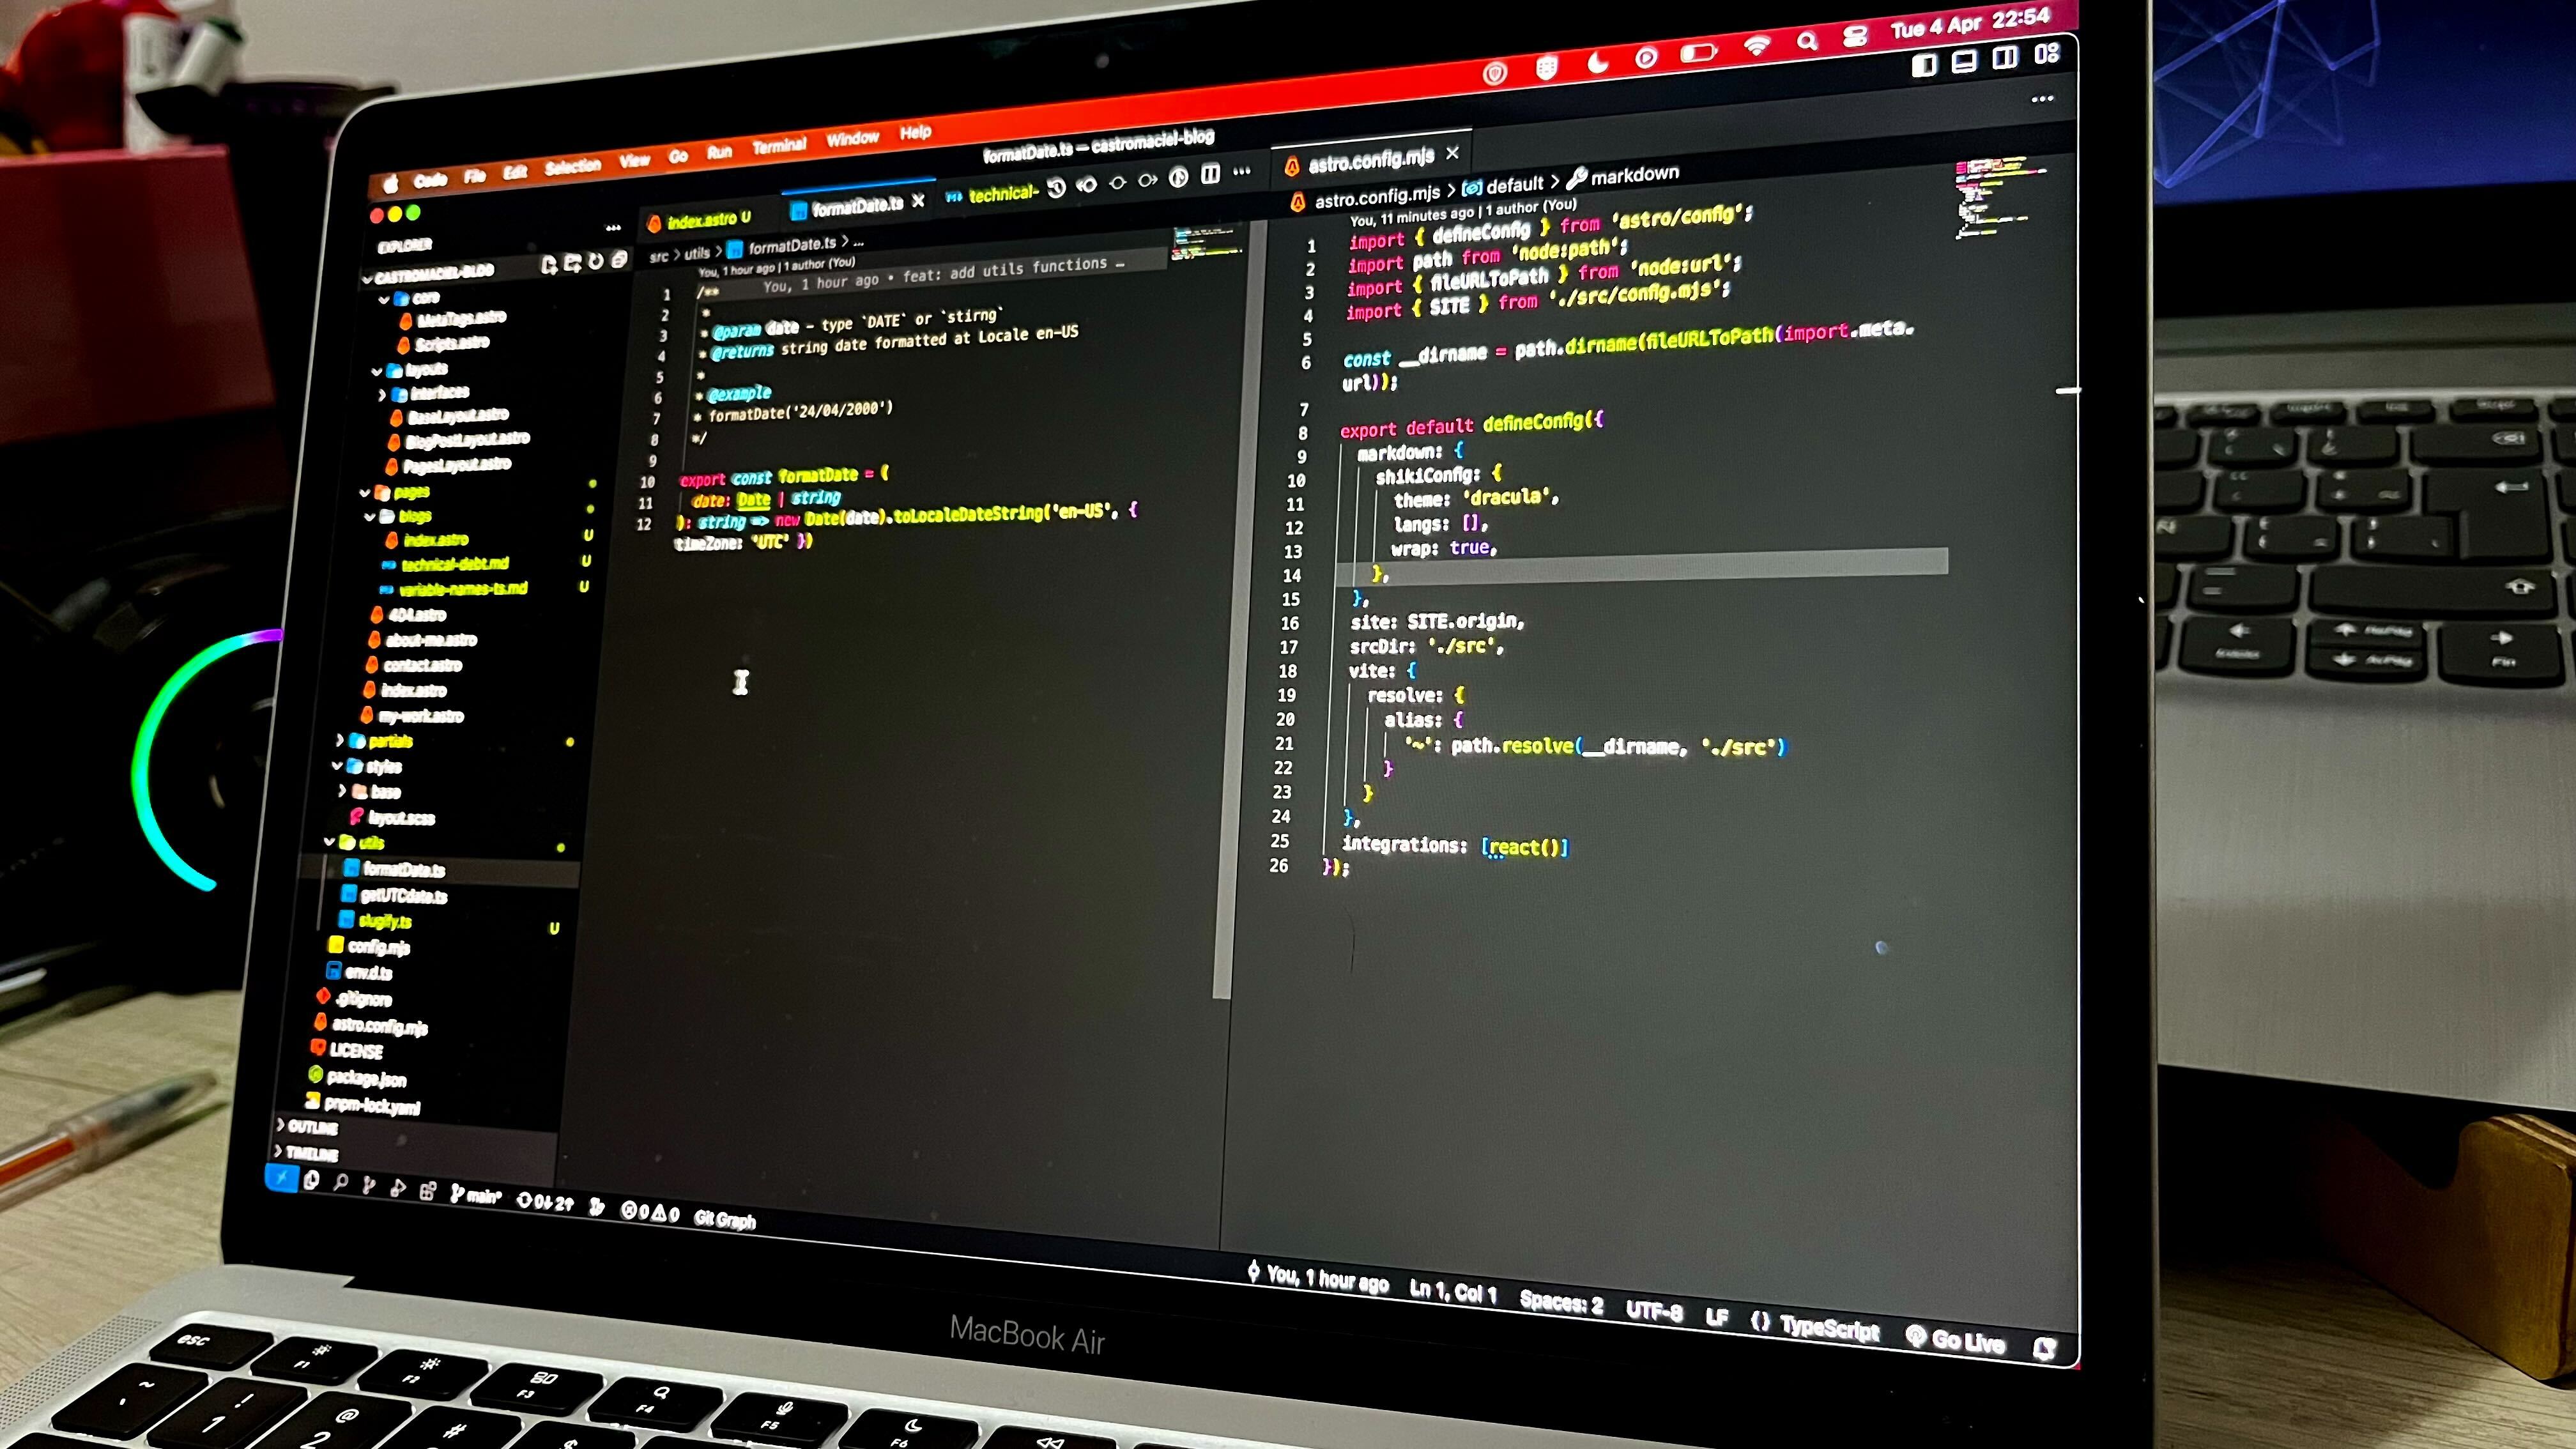 Tue 4 Apr 22:54
Code File Edit Selection View Go Run Terminal Window Help
formatDate.ts — castromaciel-blog
EXPLORER
CASTROMACIEL-BLOG
core
MetaTags.astro
Scripts.astro
layouts
interfaces
BaseLayout.astro
BlogPostLayout.astro
PagesLayout.astro
pages
blogs
index.astro U
technical-debt.md U
variable-names-ts.md U
404.astro
about-me.astro
contact.astro
index.astro
my-work.astro
partials
styles
base
layout.scss
utils
formatDate.ts
getUTCdate.ts
slugify.ts U
config.mjs
env.d.ts
.gitignore
astro.config.mjs
LICENSE
package.json
pnpm-lock.yaml
OUTLINE
TIMELINE
index.astro U formatDate.ts technical-
src > utils > formatDate.ts > ...
You, 1 hour ago | 1 author (You)
1 /** You, 1 hour ago • feat: add utils functions …
2 *
3 * @param date - type `DATE` or `stirng`
4 * @returns string date formatted at Locale en-US
5 *
6 * @example
7 * formatDate('24/04/2000')
8 */
9
10 export const formatDate = (
11 date: Date | string
12 ): string => new Date(date).toLocaleDateString('en-US', {
timeZone: 'UTC' })
astro.config.mjs
astro.config.mjs > default > markdown
You, 11 minutes ago | 1 author (You)
1 import { defineConfig } from 'astro/config';
2 import path from 'node:path';
3 import { fileURLToPath } from 'node:url';
4 import { SITE } from './src/config.mjs';
5
6 const __dirname = path.dirname(fileURLToPath(import.meta.
url));
7
8 export default defineConfig({
9 markdown: {
10 shikiConfig: {
11 theme: 'dracula',
12 langs: [],
13 wrap: true,
14 },
15 },
16 site: SITE.origin,
17 srcDir: './src',
18 vite: {
19 resolve: {
20 alias: {
21 '~': path.resolve(__dirname, './src')
22 }
23 }
24 },
25 integrations: [react()]
26 });
main* 0↓ 2↑ 0 0 Git Graph
You, 1 hour ago Ln 1, Col 1 Spaces: 2 UTF-8 LF {} TypeScript Go Live
MacBook Air
esc F1 F2 F3 F4 F5 F6
~ ! @ #
1 2